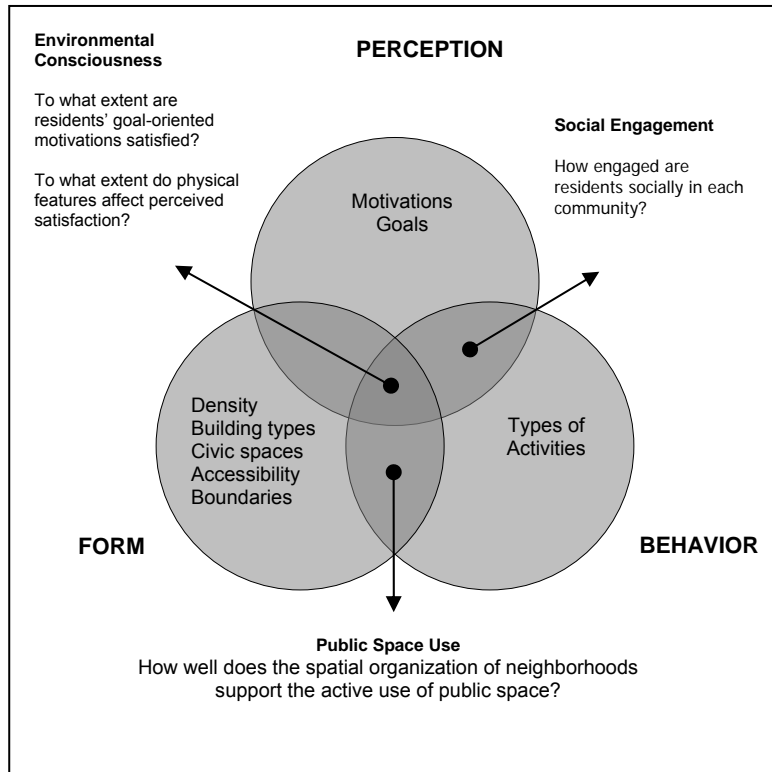 Environmental
Consciousness
To what extent are
residents' goal-oriented
motivations satisfied?
To what extent do physical
features affect perceived
satisfaction?
PERCEPTION
Social Engagement
How engaged are
residents socially in each
community?
Motivations
Goals
Density
Building types
Civic spaces
Accessibility
Boundaries
Types of
Activities
FORM
BEHAVIOR
Public Space Use
How well does the spatial organization of neighborhoods
support the active use of public space?